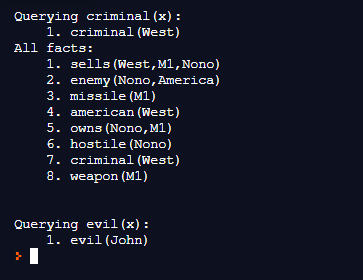 Querying criminal(x):
    1. criminal(West)
All facts:
    1. sells(West,M1,Nono)
    2. enemy(Nono,America)
    3. missile(M1)
    4. american(West)
    5. owns(Nono,M1)
    6. hostile(Nono)
    7. criminal(West)
    8. weapon(M1)
Querying evil(x):
    1. evil(John)
>